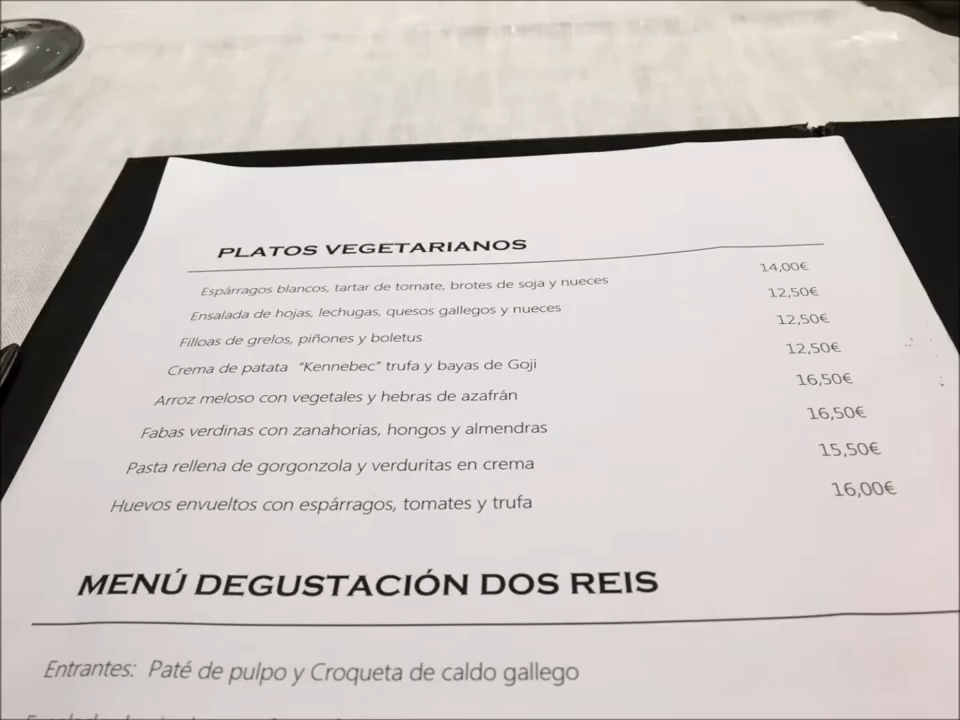 PLATOS VEGETARIANOS
Espárragos blancos, tartar de tomate, brotes de soja y nueces 14,00€
Ensalada de hojas, lechugas, quesos gallegos y nueces 12,50€
Filloas de grelos, piñones y boletus 12,50€
Crema de patata "Kennebec" trufa y bayas de Goji 12,50€
Arroz meloso con vegetales y hebras de azafrán 16,50€
Fabas verdinas con zanahorias, hongos y almendras 16,50€
Pasta rellena de gorgonzola y verduritas en crema 15,50€
Huevos envueltos con espárragos, tomates y trufa 16,00€
MENÚ DEGUSTACIÓN DOS REIS
Entrantes: Paté de pulpo y Croqueta de caldo gallego